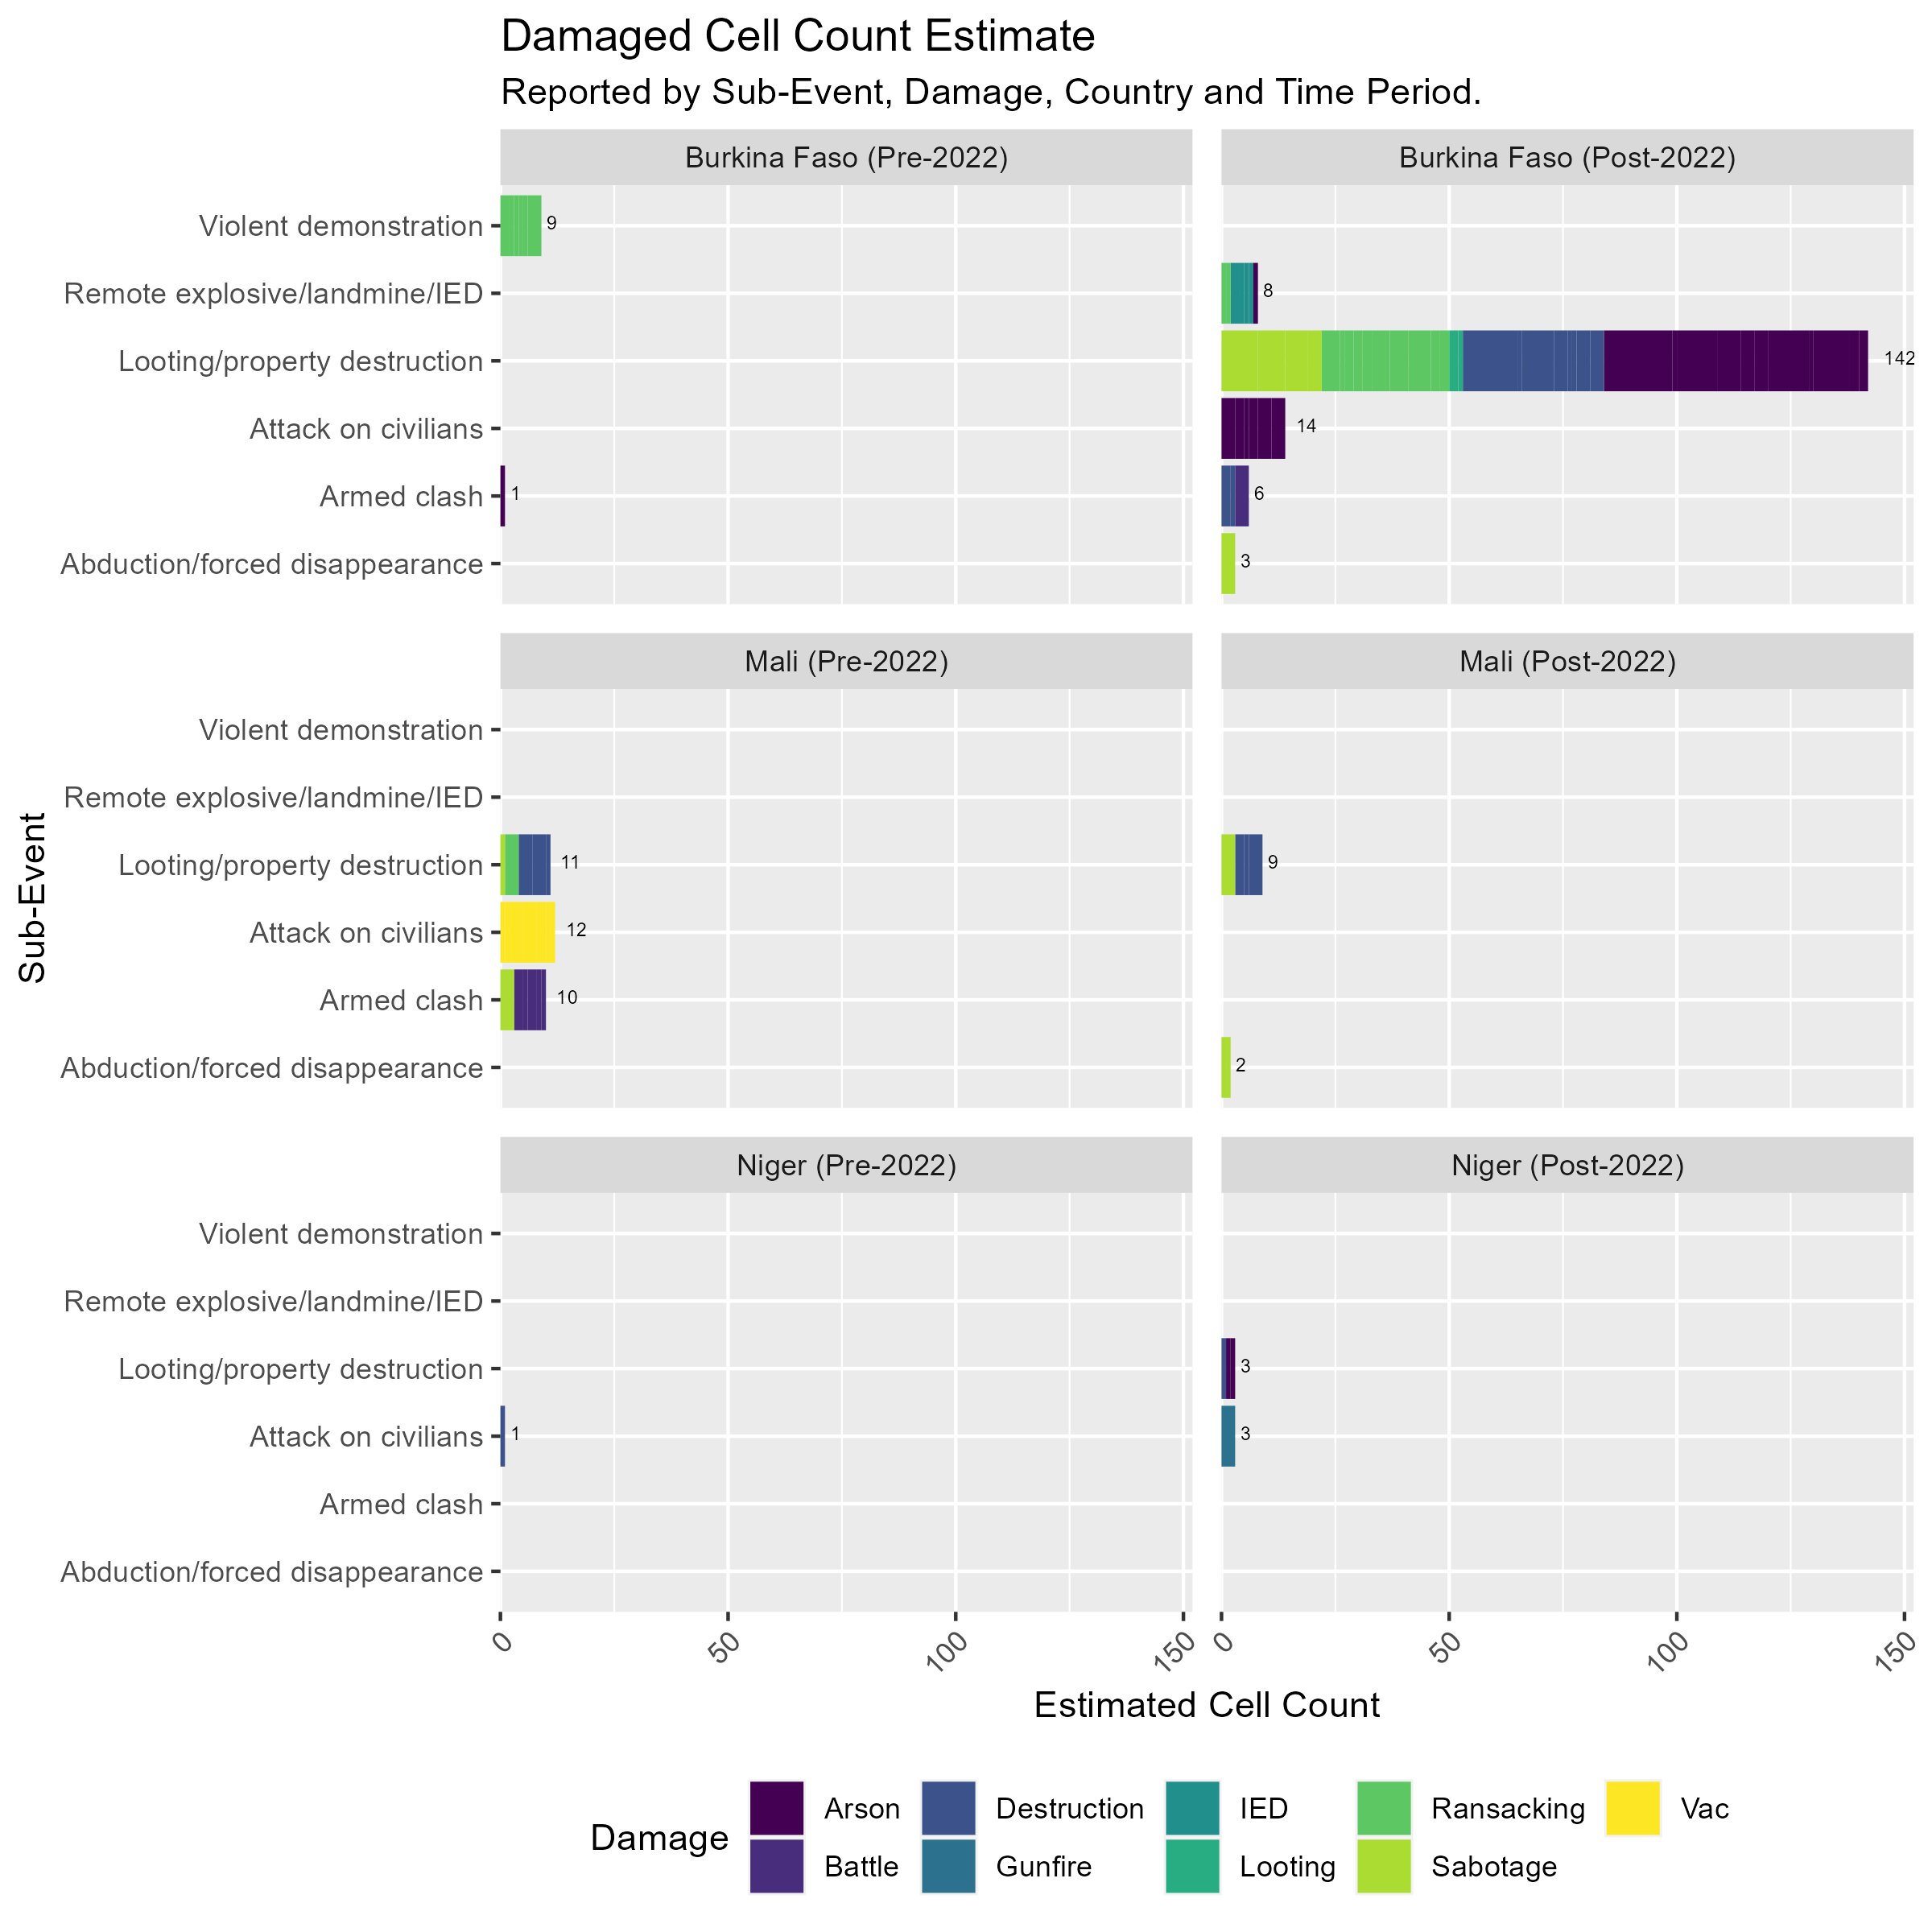 Damaged Cell Count Estimate
Reported by Sub-Event, Damage, Country and Time Period.
Burkina Faso (Pre-2022)
Burkina Faso (Post-2022)
Violent demonstration
9
Remote explosive/landmine/IED
8
Looting/property destruction
142
Attack on civilians
14
Armed clash
1
6
Abduction/forced disappearance
3
Mali (Pre-2022)
Mali (Post-2022)
Sub-Event
Violent demonstration
Remote explosive/landmine/IED
Looting/property destruction
11
9
Attack on civilians
12
Armed clash
10
Abduction/forced disappearance
2
Niger (Pre-2022)
Niger (Post-2022)
Violent demonstration
Remote explosive/landmine/IED
Looting/property destruction
3
Attack on civilians
1
3
Armed clash
Abduction/forced disappearance
0
50
100
150
0
50
100
150
Estimated Cell Count
Damage
Arson
Destruction
IED
Ransacking
Vac
Battle
Gunfire
Looting
Sabotage